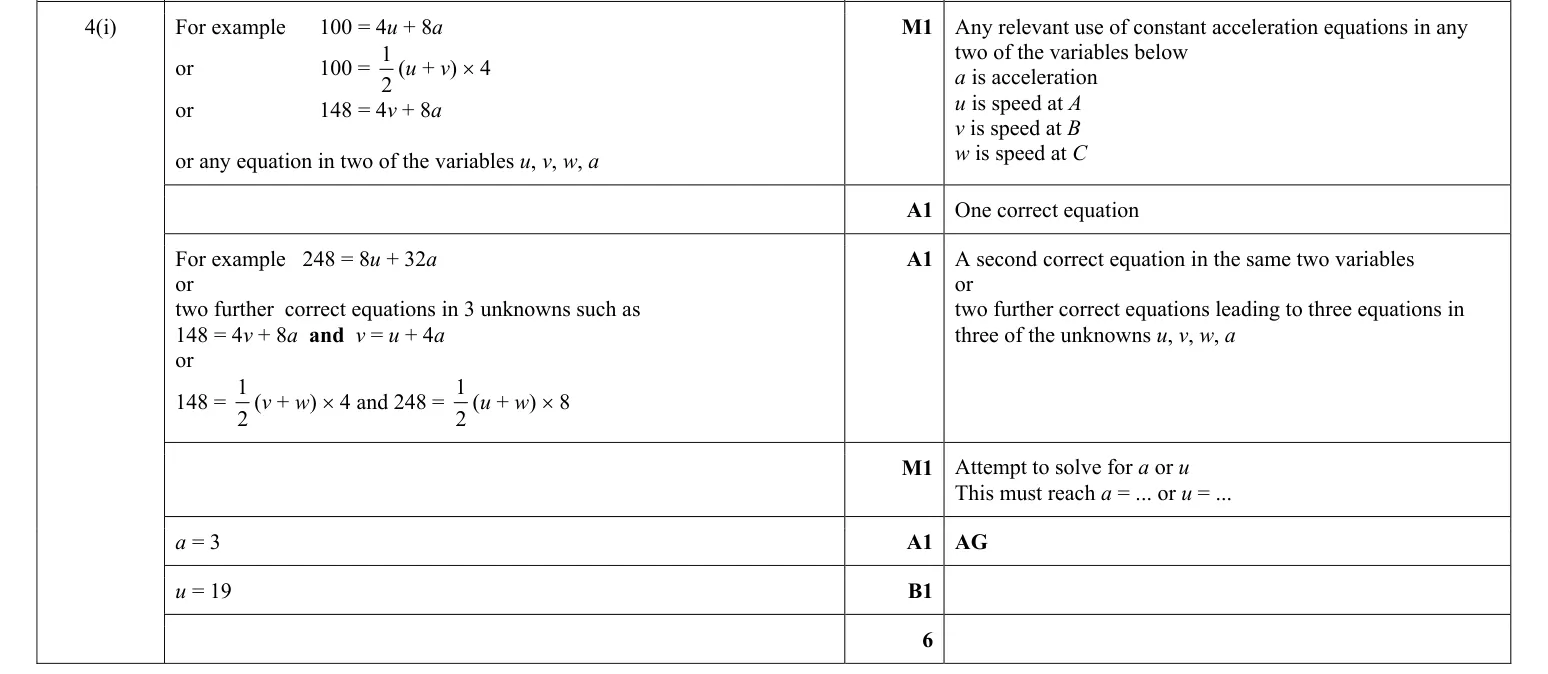 4(i)
For example 100 = 4u + 8a
or 100 = 1/2 (u + v) × 4
or 148 = 4v + 8a
or any equation in two of the variables u, v, w, a
M1
Any relevant use of constant acceleration equations in any
two of the variables below
a is acceleration
u is speed at A
v is speed at B
w is speed at C
A1
One correct equation
For example 248 = 8u + 32a
or
two further correct equations in 3 unknowns such as
148 = 4v + 8a and v = u + 4a
or
148 = 1/2 (v + w) × 4 and 248 = 1/2 (u + w) × 8
A1
A second correct equation in the same two variables
or
two further correct equations leading to three equations in
three of the unknowns u, v, w, a
M1
Attempt to solve for a or u
This must reach a = ... or u = ...
a = 3
A1
AG
u = 19
B1
6